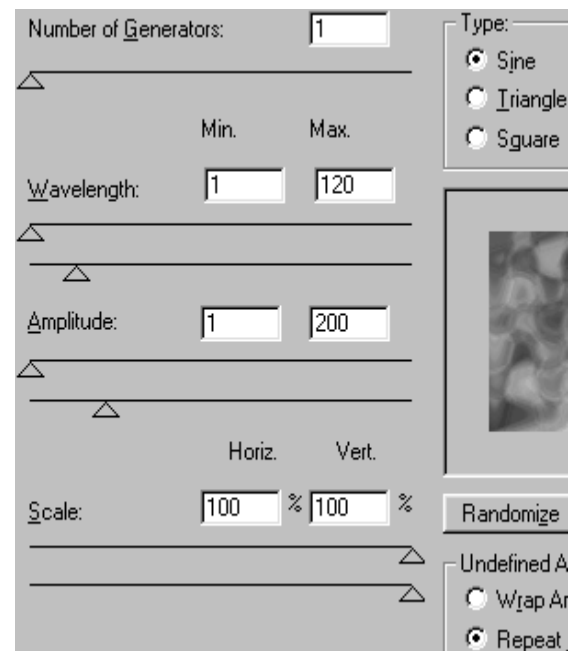 Number of Generators: 1
Type:
Sine
Triangle
Min. Max.
Square
Wavelength: 1 120
Amplitude: 1 200
Horiz. Vert.
Scale: 100 % 100 %
Randomize
Undefined A
Wrap Ar
Repeat